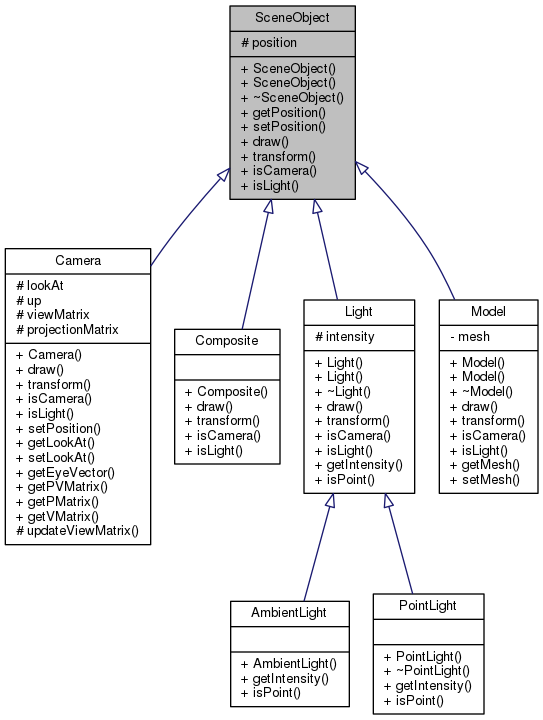 SceneObject
# position
+ SceneObject()
+ SceneObject()
+ ~SceneObject()
+ getPosition()
+ setPosition()
+ draw()
+ transform()
+ isCamera()
+ isLight()
Camera
# lookAt
# up
# viewMatrix
# projectionMatrix
+ Camera()
+ draw()
+ transform()
+ isCamera()
+ isLight()
+ setPosition()
+ getLookAt()
+ setLookAt()
+ getEyeVector()
+ getPVMatrix()
+ getPMatrix()
+ getVMatrix()
# updateViewMatrix()
Composite
+ Composite()
+ draw()
+ transform()
+ isCamera()
+ isLight()
Light
# intensity
+ Light()
+ Light()
+ ~Light()
+ draw()
+ transform()
+ isCamera()
+ isLight()
+ getIntensity()
+ isPoint()
Model
- mesh
+ Model()
+ Model()
+ ~Model()
+ draw()
+ transform()
+ isCamera()
+ isLight()
+ getMesh()
+ setMesh()
AmbientLight
+ AmbientLight()
+ getIntensity()
+ isPoint()
PointLight
+ PointLight()
+ ~PointLight()
+ getIntensity()
+ isPoint()